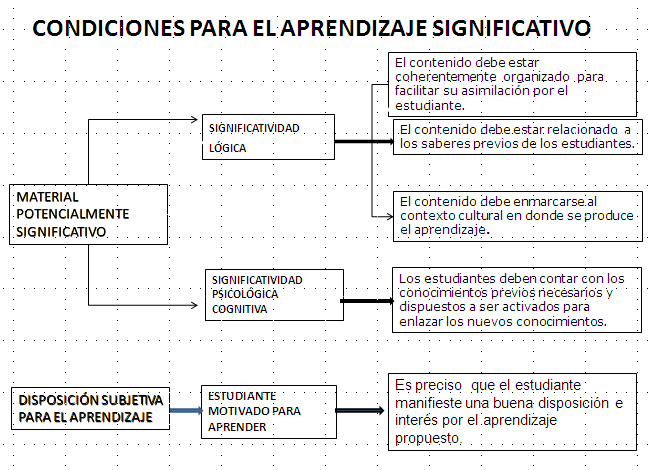 CONDICIONES PARA EL APRENDIZAJE SIGNIFICATIVO
El contenido debe estar
coherentemente organizado para
facilitar su asimilación por el
estudiante.
SIGNIFICATIVIDAD
LÓGICA
El contenido debe estar relacionado a
los saberes previos de los estudiantes.
MATERIAL
POTENCIALMENTE
SIGNIFICATIVO
El contenido debe enmarcarse al
contexto cultural en donde se produce
el aprendizaje.
SIGNIFICATIVIDAD
PSICOLÓGICA
COGNITIVA
Los estudiantes deben contar con los
conocimientos previos necesarios y
dispuestos a ser activados para
enlazar los nuevos conocimientos.
DISPOSICIÓN SUBJETIVA
PARA EL APRENDIZAJE
ESTUDIANTE
MOTIVADO PARA
APRENDER
Es preciso que el estudiante
manifieste una buena disposición e
interés por el aprendizaje
propuesto.